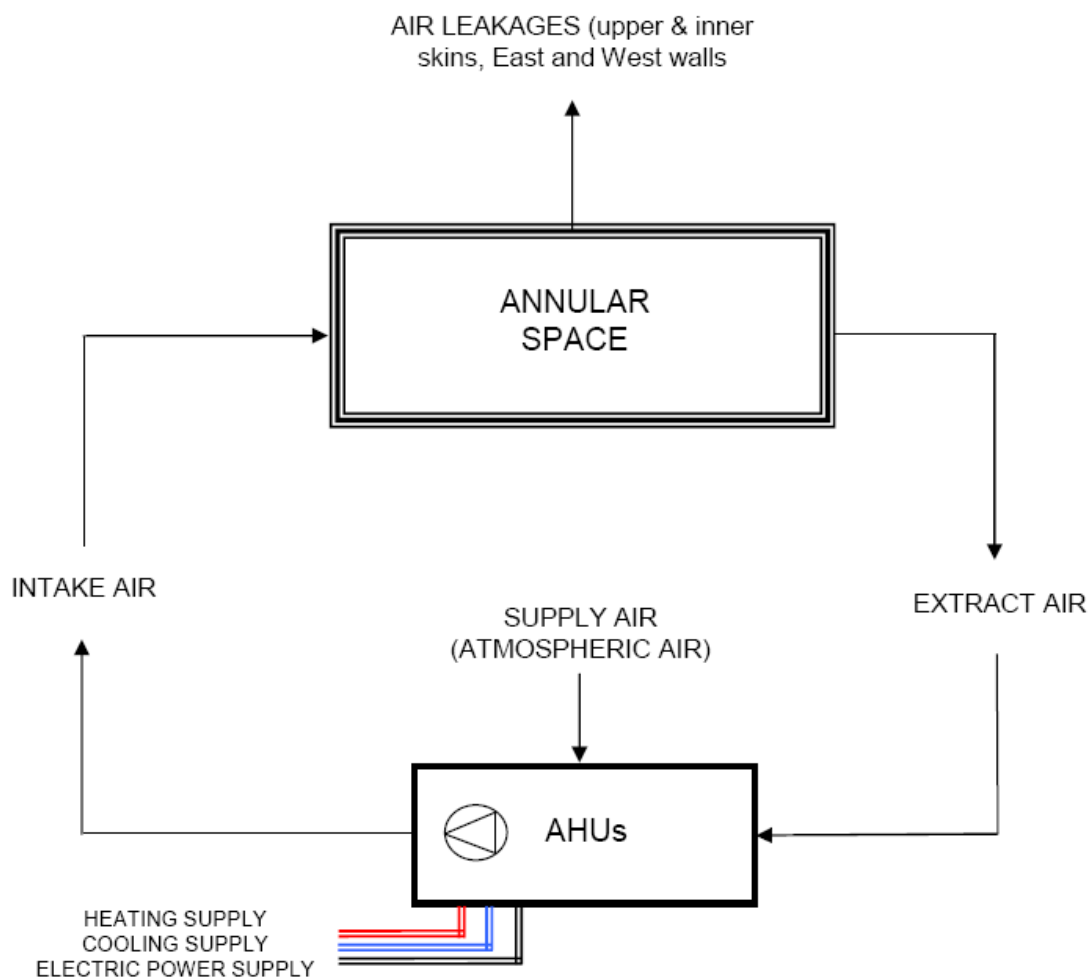 AIR LEAKAGES (upper & inner
skins, East and West walls
ANNULAR
SPACE
INTAKE AIR
EXTRACT AIR
SUPPLY AIR
(ATMOSPHERIC AIR)
AHUs
HEATING SUPPLY
COOLING SUPPLY
ELECTRIC POWER SUPPLY